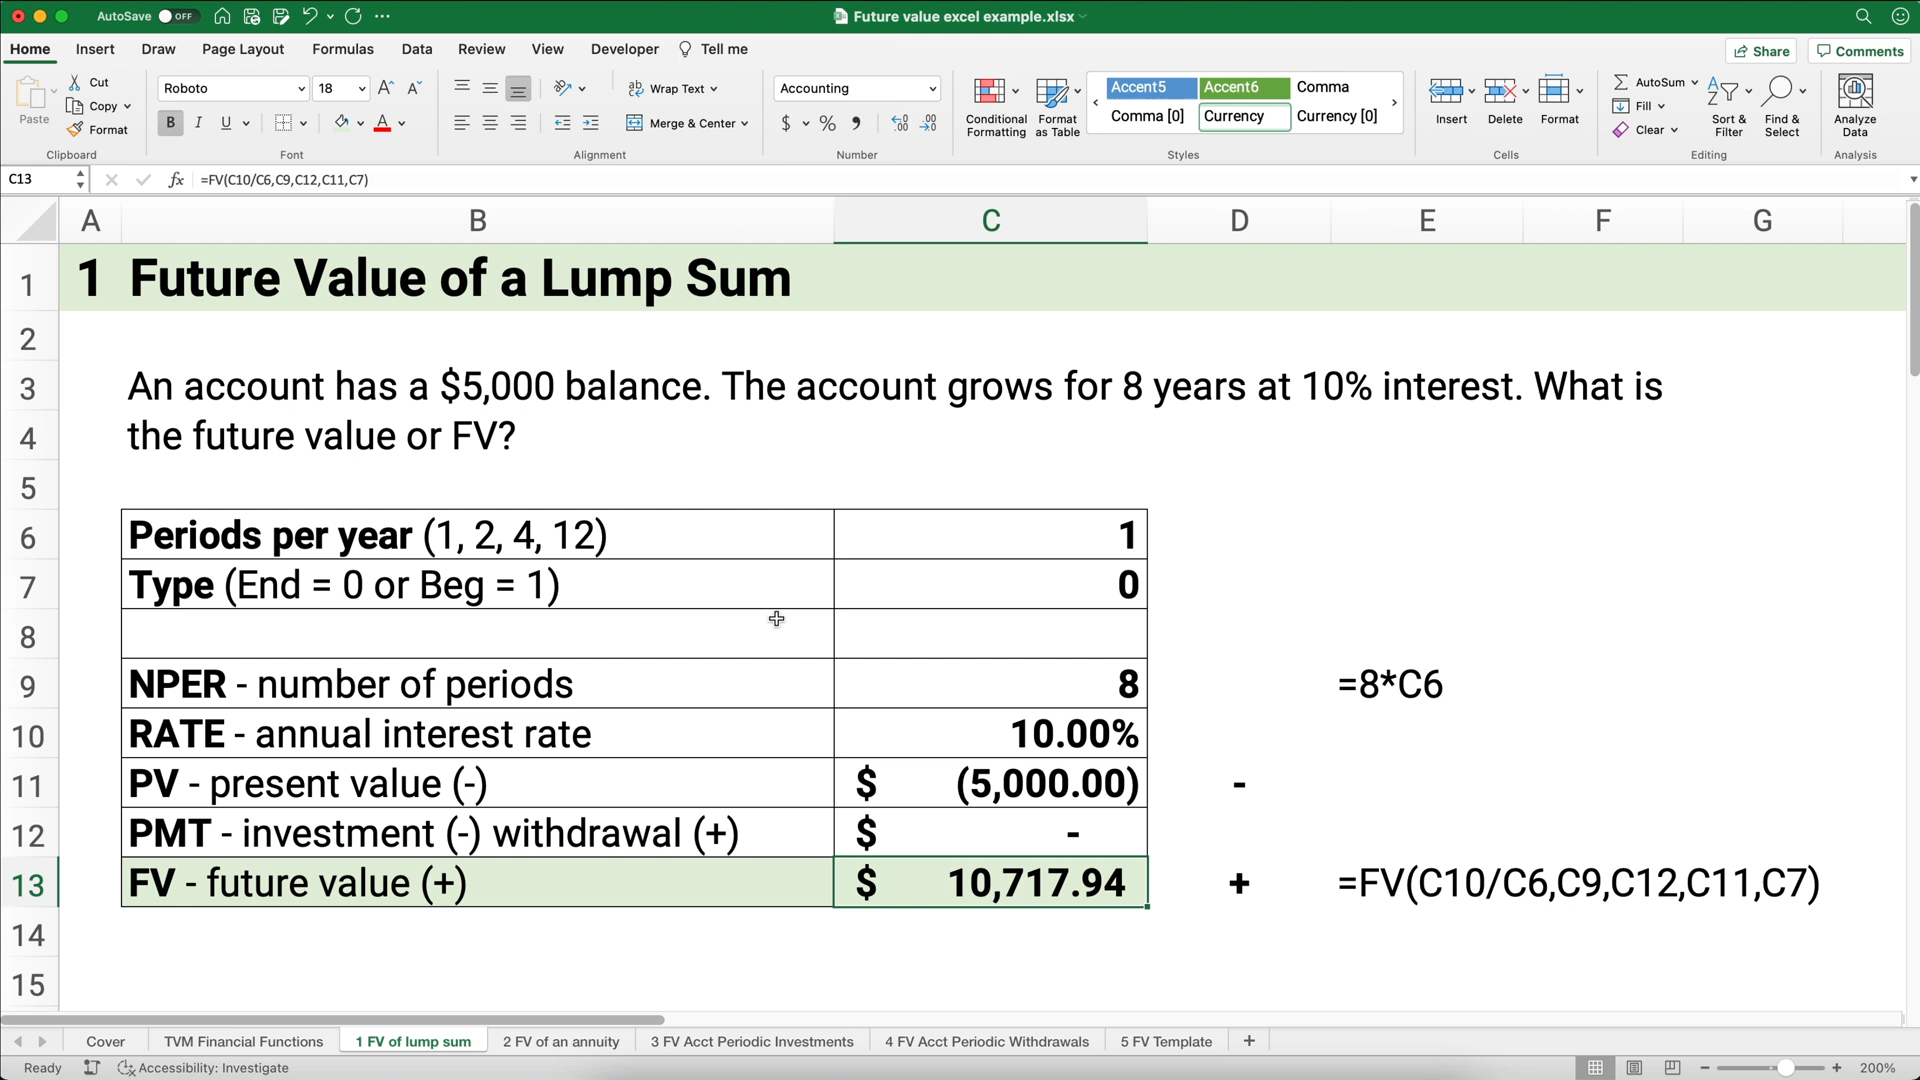 AutoSave OFF
Future value excel example.xlsx
Home Insert Draw Page Layout Formulas Data Review View Developer Tell me
Share Comments
Paste
Cut
Copy
Format
Clipboard
Roboto 18
B I U A
Font
Wrap Text
Merge & Center
Alignment
Accounting
$ % 9
Number
Conditional Formatting
Format as Table
Accent5 Accent6 Comma
Comma [0] Currency Currency [0]
Styles
Insert Delete Format
Cells
AutoSum
Fill
Clear
Sort & Filter
Find & Select
Editing
Analyze Data
Analysis
C13 fx =FV(C10/C6,C9,C12,C11,C7)
A B C D E F G
1 1 Future Value of a Lump Sum
2
3 An account has a $5,000 balance. The account grows for 8 years at 10% interest. What is
4 the future value or FV?
5
6 Periods per year (1, 2, 4, 12) 1
7 Type (End = 0 or Beg = 1) 0
8
9 NPER - number of periods 8 =8*C6
10 RATE - annual interest rate 10.00%
11 PV - present value (-) $ (5,000.00) -
12 PMT - investment (-) withdrawal (+) $ -
13 FV - future value (+) $ 10,717.94 + =FV(C10/C6,C9,C12,C11,C7)
14
15
Cover TVM Financial Functions 1 FV of lump sum 2 FV of an annuity 3 FV Acct Periodic Investments 4 FV Acct Periodic Withdrawals 5 FV Template +
Ready Accessibility: Investigate 200%